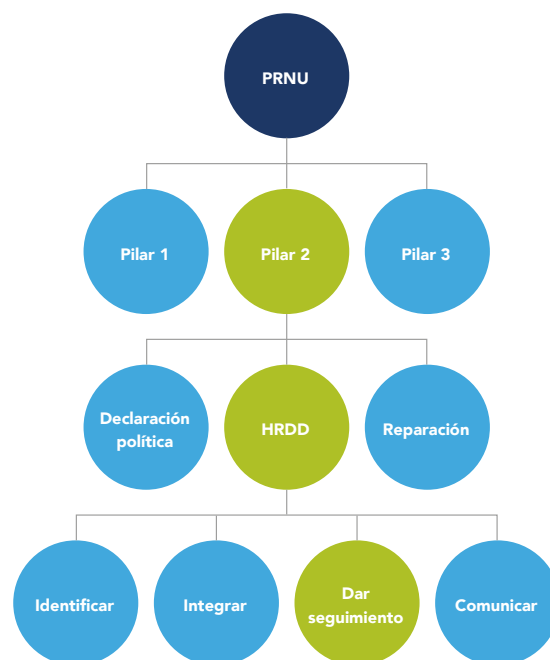 PRNU
Pilar 1
Pilar 2
Pilar 3
Declaración
política
HRDD
Reparación
Identificar
Integrar
Dar
seguimiento
Comunicar